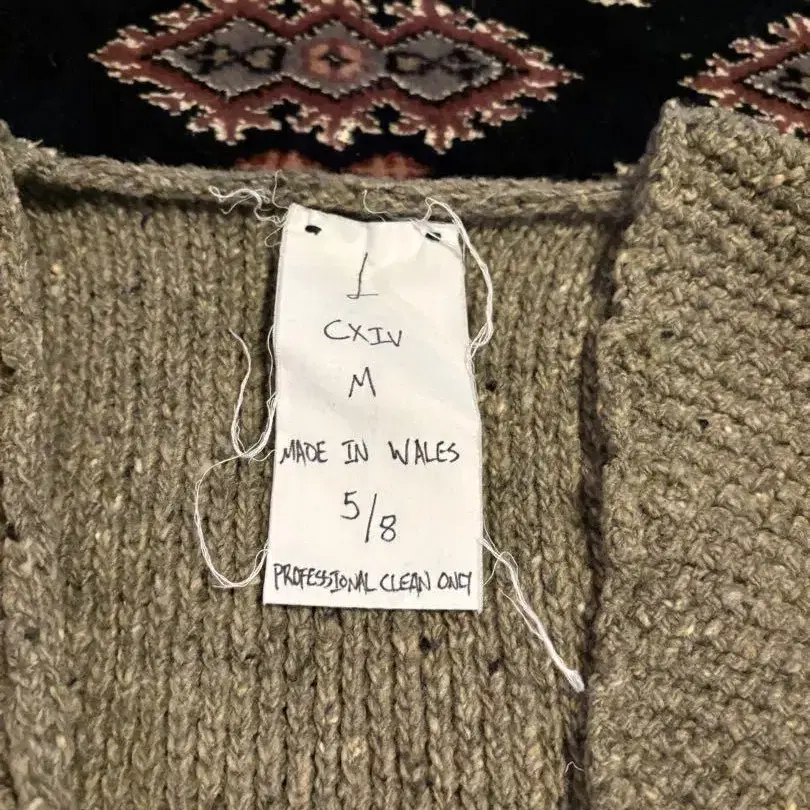 CXIV
M
MADE IN WALES
5/8
PROFESSIONAL CLEAN ONLY